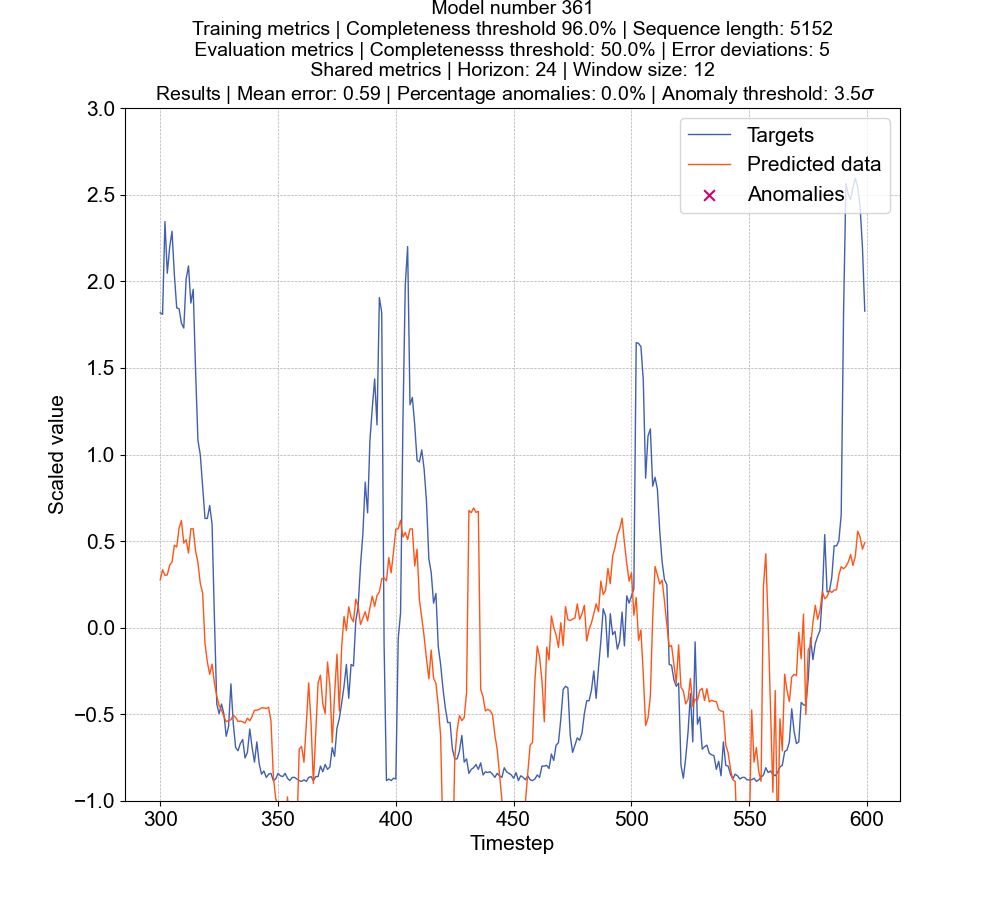 Model number 361
Training metrics | Completeness threshold 96.0% | Sequence length: 5152
Evaluation metrics | Completenesss threshold: 50.0% | Error deviations: 5
Shared metrics | Horizon: 24 | Window size: 12
Results | Mean error: 0.59 | Percentage anomalies: 0.0% | Anomaly threshold: 3.5σ
Targets
Predicted data
Anomalies
Scaled value
3.0
2.5
2.0
1.5
1.0
0.5
0.0
−0.5
−1.0
300 350 400 450 500 550 600
Timestep